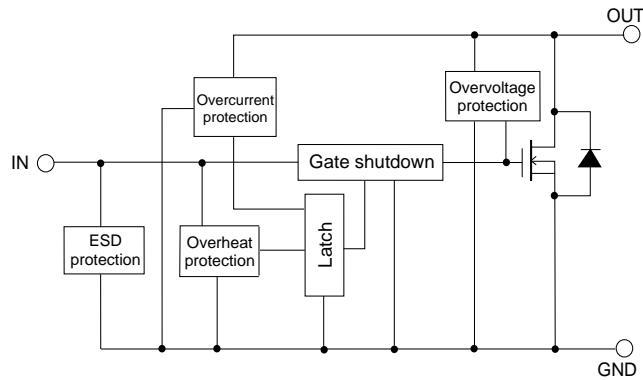 OUT
Overcurrent
protection
Overvoltage
protection
IN
Gate shutdown
ESD
protection
Overheat
protection
Latch
GND